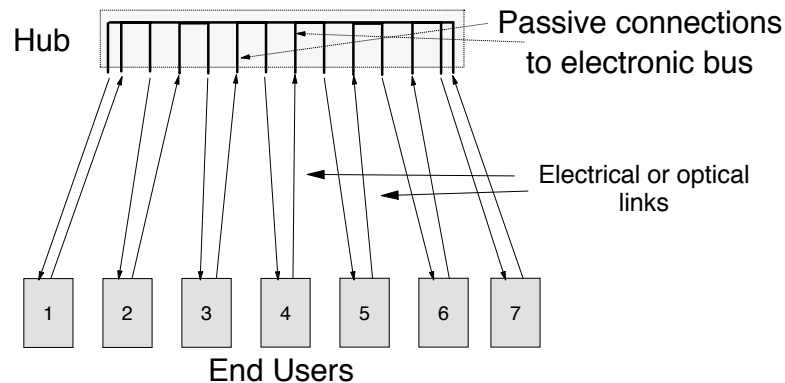 Hub
Passive connections
to electronic bus
Electrical or optical
links
1 2 3 4 5 6 7
End Users